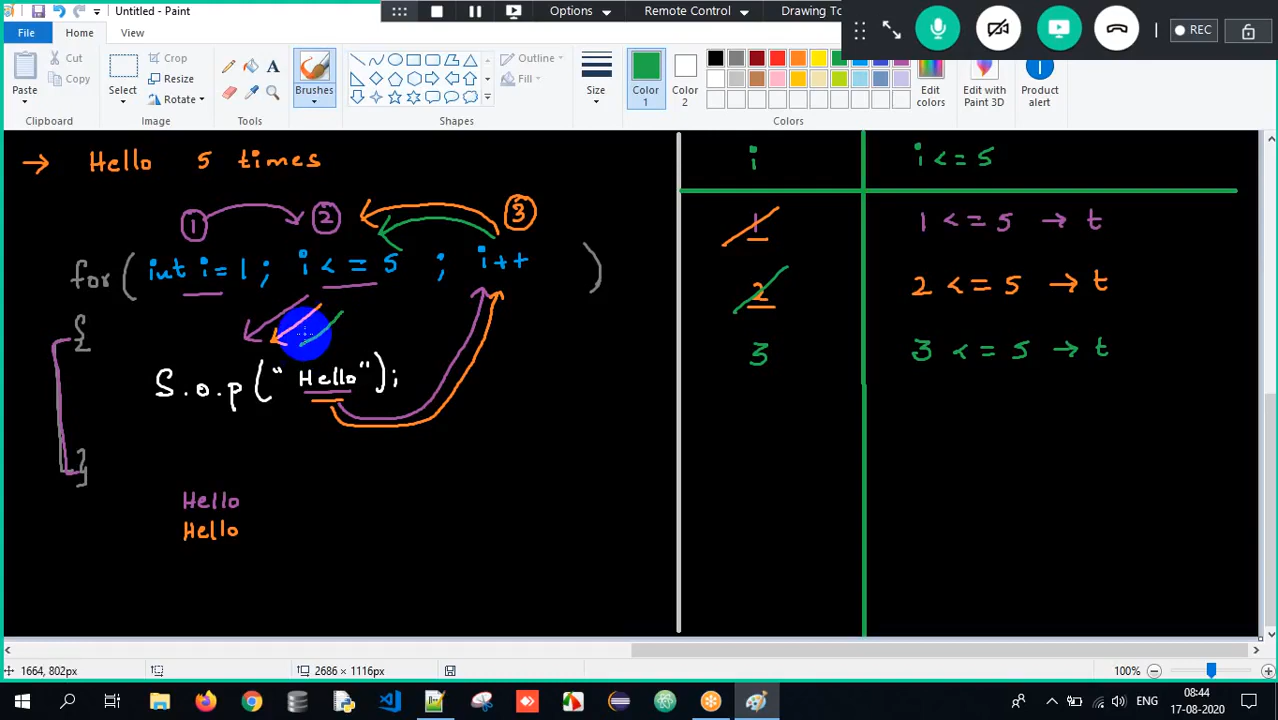 Untitled - Paint
Options
Remote Control
Drawing To
REC
File
Home
View
Paste
Cut
Copy
Clipboard
Select
Crop
Resize
Rotate
Image
Tools
Brushes
Outline
Fill
Shapes
Size
Color 1
Color 2
Edit colors
Edit with Paint 3D
Product alert
Colors
→ Hello 5 times
1 2 3
for ( int i = 1 ; i < = 5 ; i++ )
{
S.o.p ( " Hello " ) ;
}
Hello
Hello
i i < = 5
1 1 < = 5 → t
2 2 < = 5 → t
3 3 < = 5 → t
1664, 802px
2686 × 1116px
100%
ENG
08:44
17-08-2020